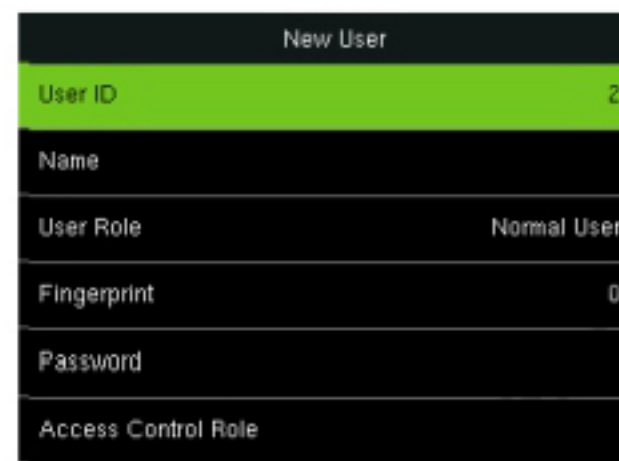 New User
User ID 2
Name
User Role Normal User
Fingerprint 0
Password
Access Control Role